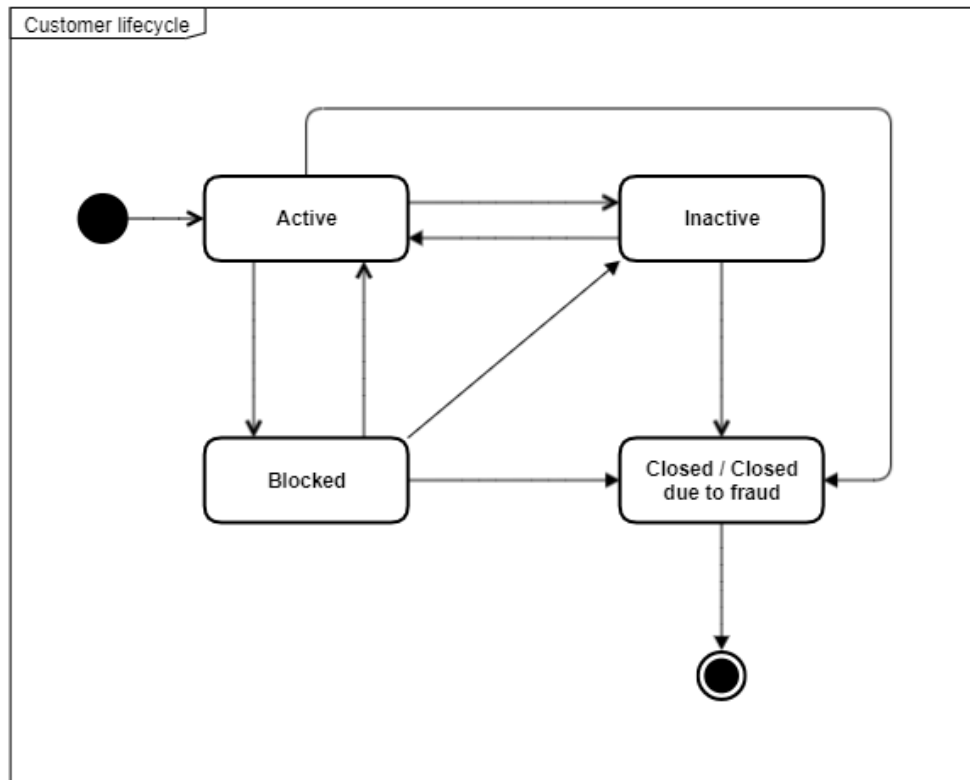 Customer lifecycle
Active
Inactive
Blocked
Closed / Closed
due to fraud